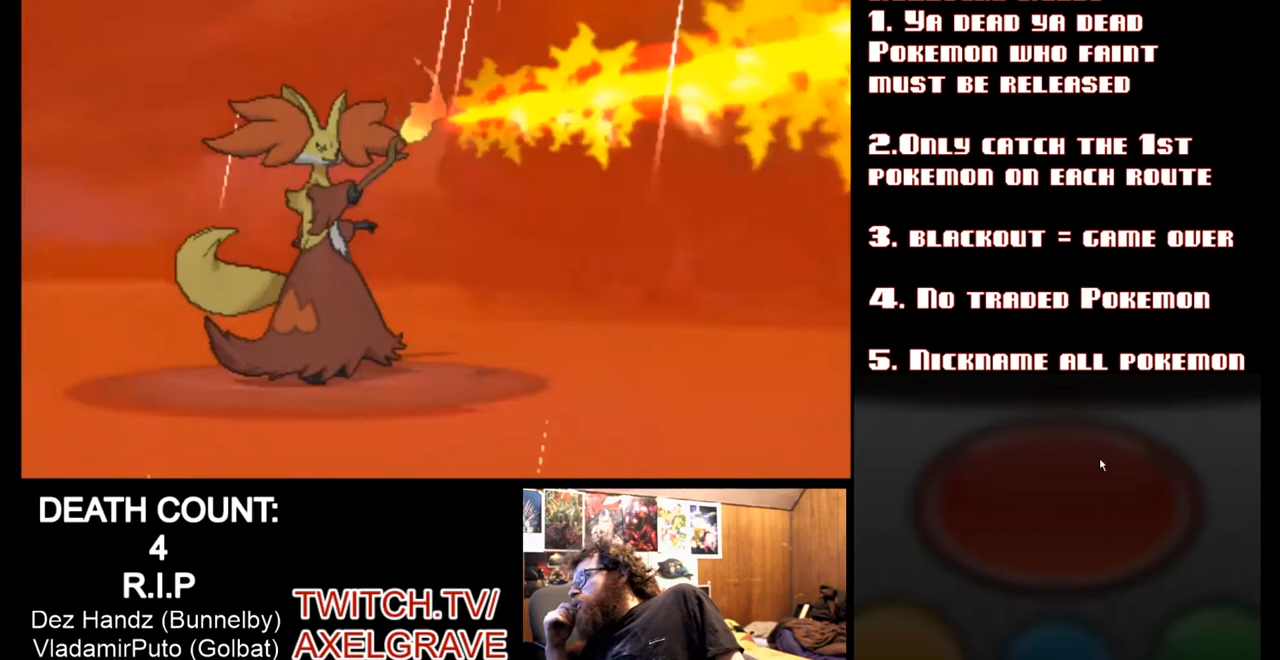 1. YA DEAD YA DEAD
POKEMON WHO FAINT
MUST BE RELEASED
2.ONLY CATCH THE 1ST
POKEMON ON EACH ROUTE
3. BLACKOUT = GAME OVER
4. NO TRADED POKEMON
5. NICKNAME ALL POKEMON
DEATH COUNT:
4
R.I.P
Dez Handz (Bunnelby)
VladamirPuto (Golbat)
TWITCH.TV/
AXELGRAVE